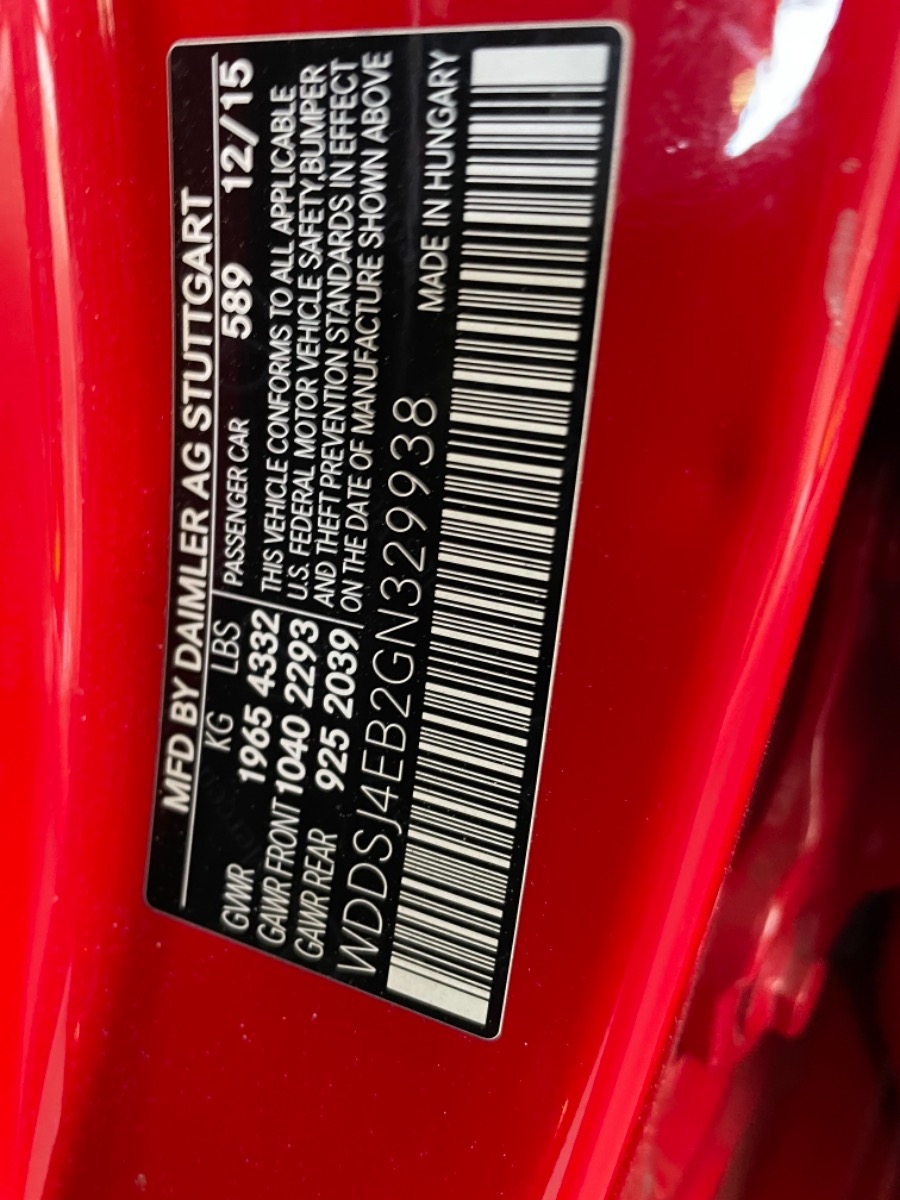 MFD BY DAIMLER AG STUTTGART
KG LBS
GWR 1965 4332
GAWR FRONT 1040 2293
GAWR REAR 925 2039
PASSENGER CAR 589 12/15
THIS VEHICLE CONFORMS TO ALL APPLICABLE
U.S. FEDERAL MOTOR VEHICLE SAFETY, BUMPER
AND THEFT PREVENTION STANDARDS IN EFFECT
ON THE DATE OF MANUFACTURE SHOWN ABOVE
WDDSJ4EB2GN329938
MADE IN HUNGARY